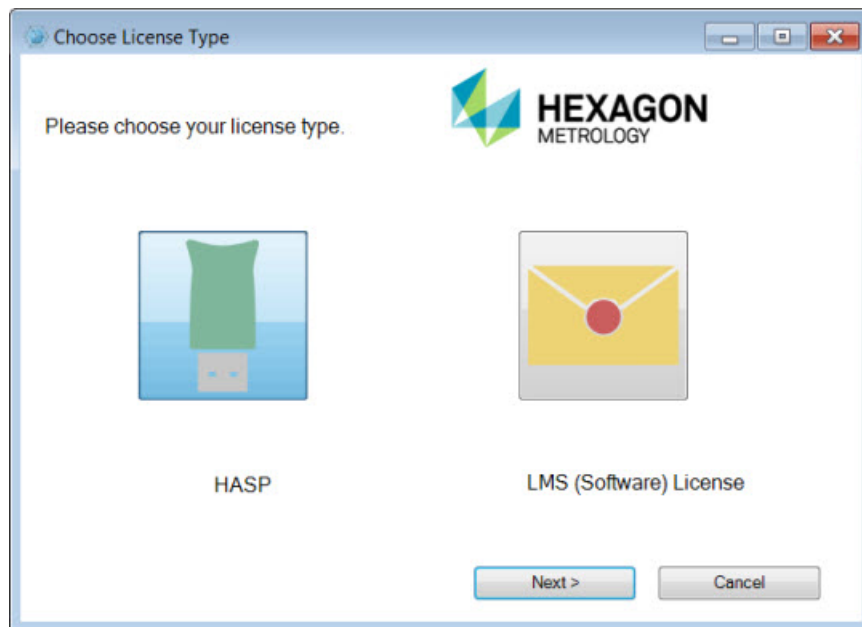 Choose License Type
Please choose your license type.
HEXAGON
METROLOGY
HASP
LMS (Software) License
Next >
Cancel